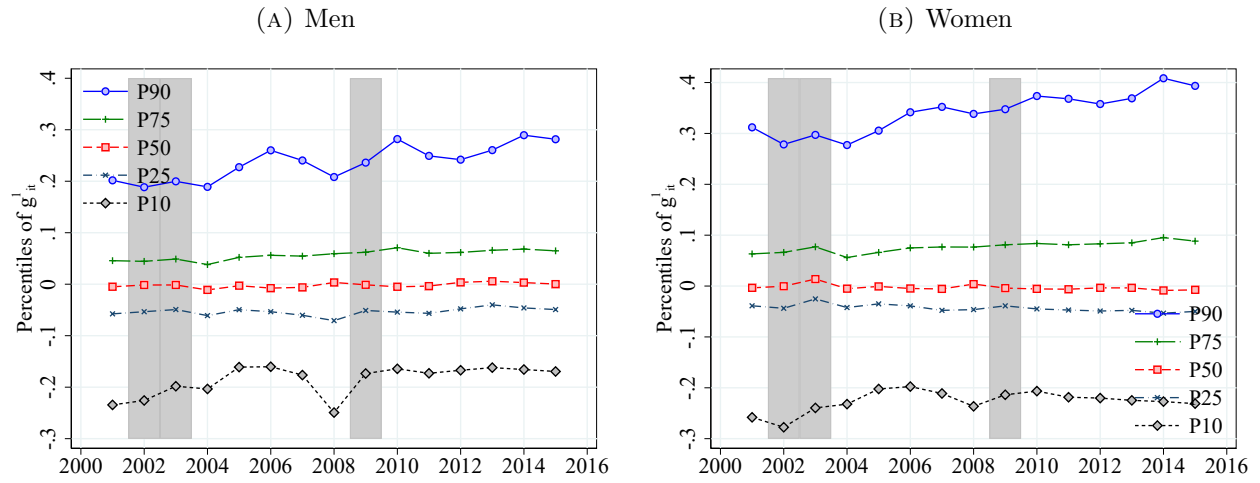 (A) Men
Percentiles of g¹ᵢₜ
.4
.3
.2
.1
0
-.1
-.2
-.3
P90
P75
P50
P25
P10
2000 2002 2004 2006 2008 2010 2012 2014 2016
(B) Women
Percentiles of g¹ᵢₜ
.4
.3
.2
.1
0
-.1
-.2
-.3
P90
P75
P50
P25
P10
2000 2002 2004 2006 2008 2010 2012 2014 2016